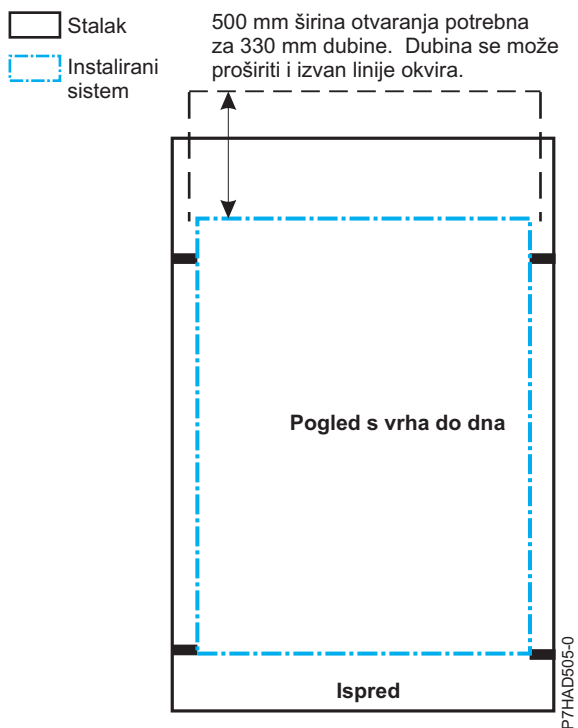 Stalak
Instalirani
sistem
500 mm širina otvaranja potrebna
za 330 mm dubine. Dubina se može
proširiti i izvan linije okvira.
Pogled s vrha do dna
Ispred
P7HAD505-0